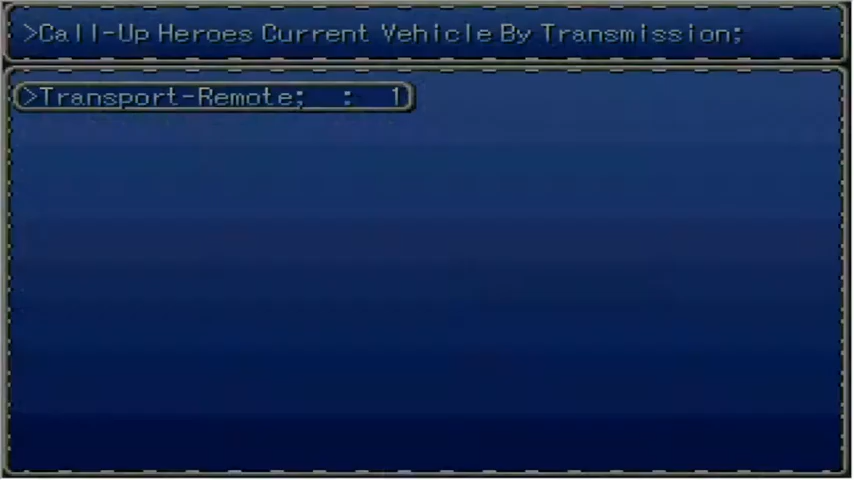 >Call-Up Heroes Current Vehicle By Transmission;
>Transport-Remote; : 1